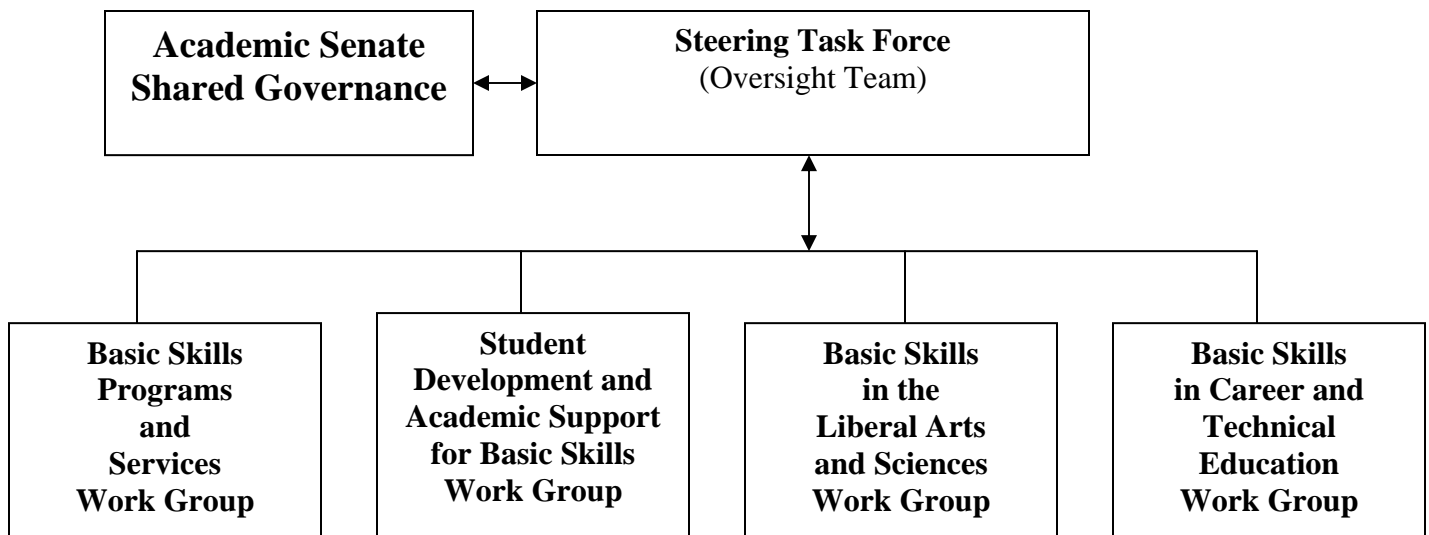 Academic Senate
Shared Governance
Steering Task Force
(Oversight Team)
Basic Skills
Programs
and
Services
Work Group
Student
Development and
Academic Support
for Basic Skills
Work Group
Basic Skills
in the
Liberal Arts
and Sciences
Work Group
Basic Skills
in Career and
Technical
Education
Work Group